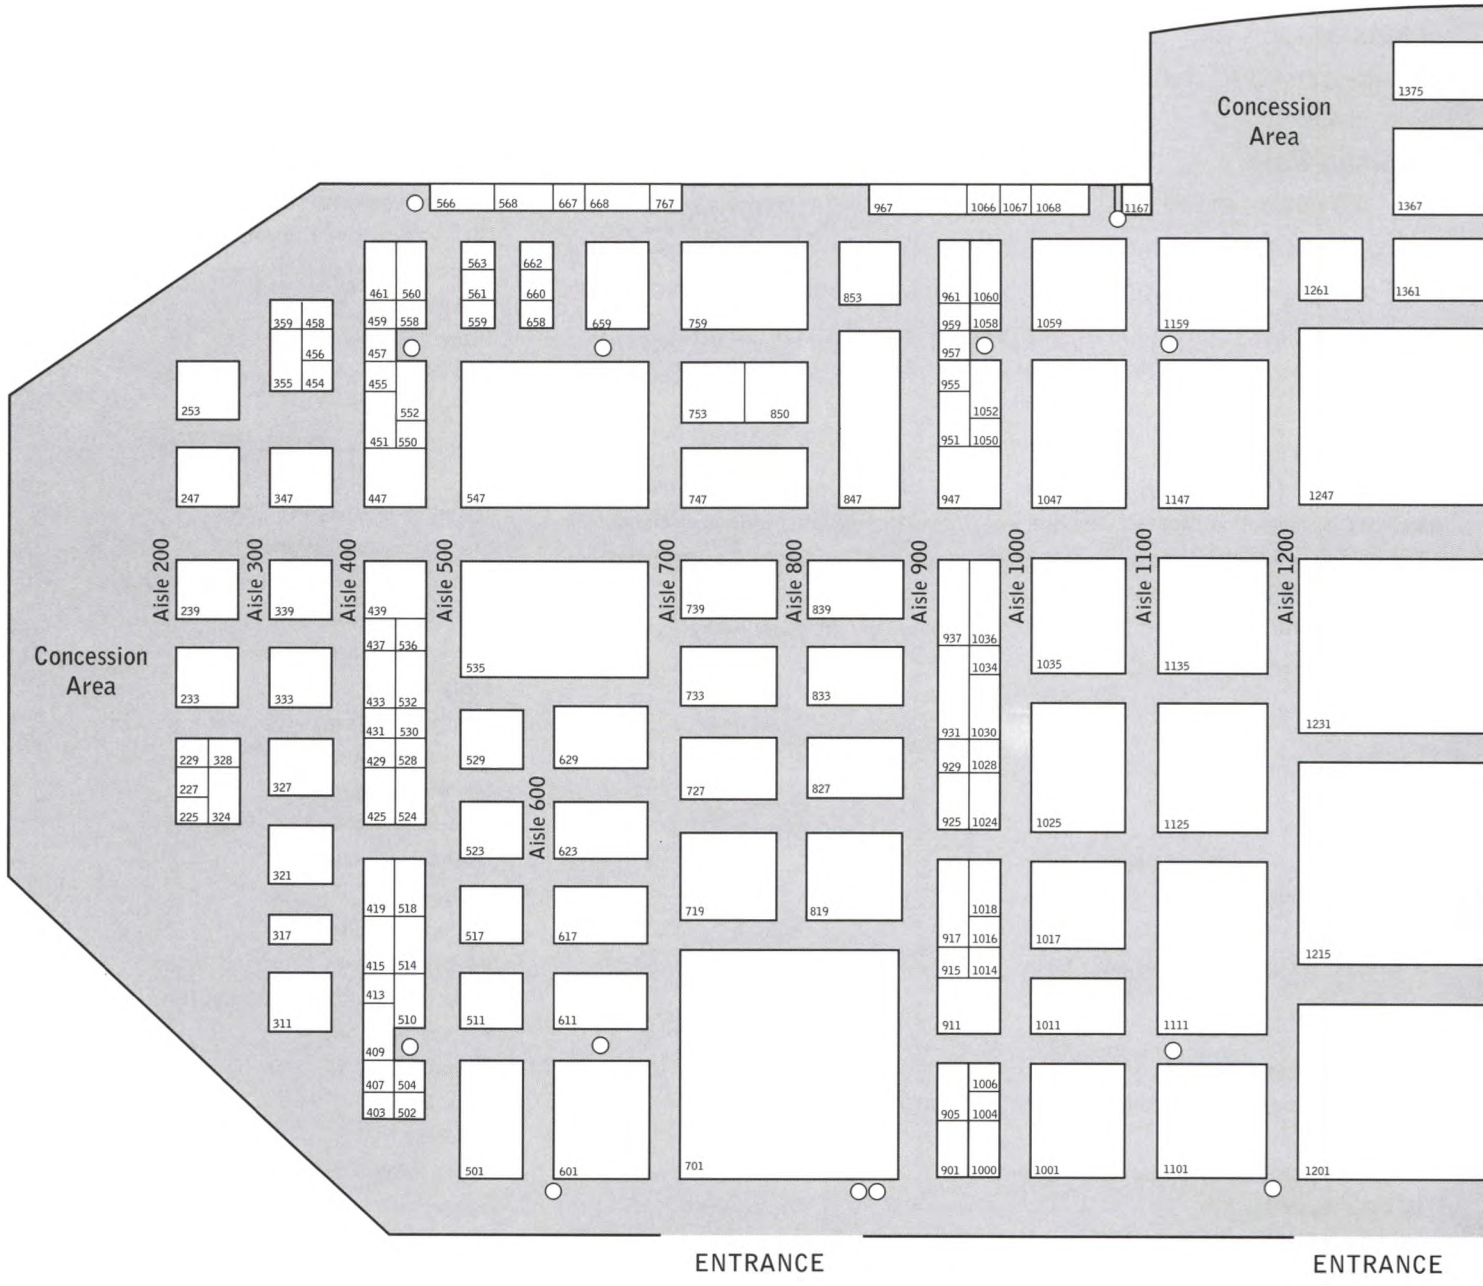 1375
Concession
Area
1367
566 568 667 668 767
967 1066 1067 1068 1167
563 662
461 560 561 660 853 961 1060 1261 1361
359 458 459 558 559 658 659 759 959 1058 1059 1159
456 457 957
355 454 455 955
253 552 753 850 1052
451 550 951 1050
247 347 447 547 747 847 947 1047 1147 1247
Aisle 200
Aisle 300
Aisle 400
Aisle 500
Aisle 700
Aisle 800
Aisle 900
Aisle 1000
Aisle 1100
Aisle 1200
239 339 439 739 839
437 536 937 1036
Concession
Area
535 1034 1035 1135
233 333 433 532 733 833
431 530 931 1030 1231
229 328 429 528 529 629 929 1028
227 327 727 827
225 324 425 524 925 1024 1025 1125
Aisle 600
523 623
321
419 518 719 819 1018
317 517 617 917 1016 1017
415 514 915 1014 1215
413
311 510 511 611 911 1011 1111
409
407 504 1006
403 502 905 1004
501 601 701 901 1000 1001 1101 1201
ENTRANCE ENTRANCE